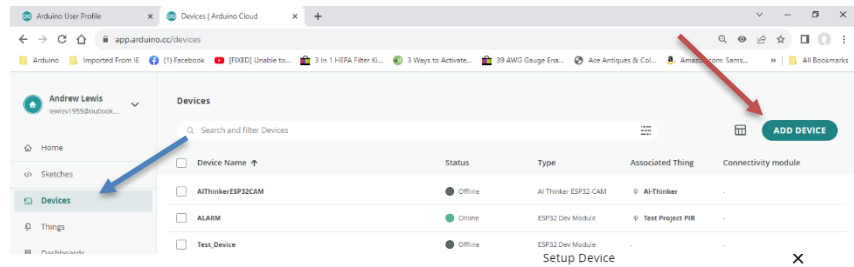 Arduino User Profile
Devices | Arduino Cloud
app.arduino.cc/devices
Arduino Imported From IE (1) Facebook [FIXED] Unable to... 3 In 1 HEPA Filter Ki... 3 Ways to Activate... 39 AWG Gauge Ena... Ace Antiques & Col... Amazon.com: Sams... » All Bookmarks
Andrew Lewis
Devices
Search and filter Devices
ADD DEVICE
Home
Sketches
Devices
Things
Dashboards
Device Name ↑ Status Type Associated Thing Connectivity module
AIThinkerESP32CAM Offline AI Thinker ESP32-CAM AI-Thinker -
ALARM Online ESP32 Dev Module Test Project PIR -
Test_Device Offline ESP32 Dev Module - -
Setup Device